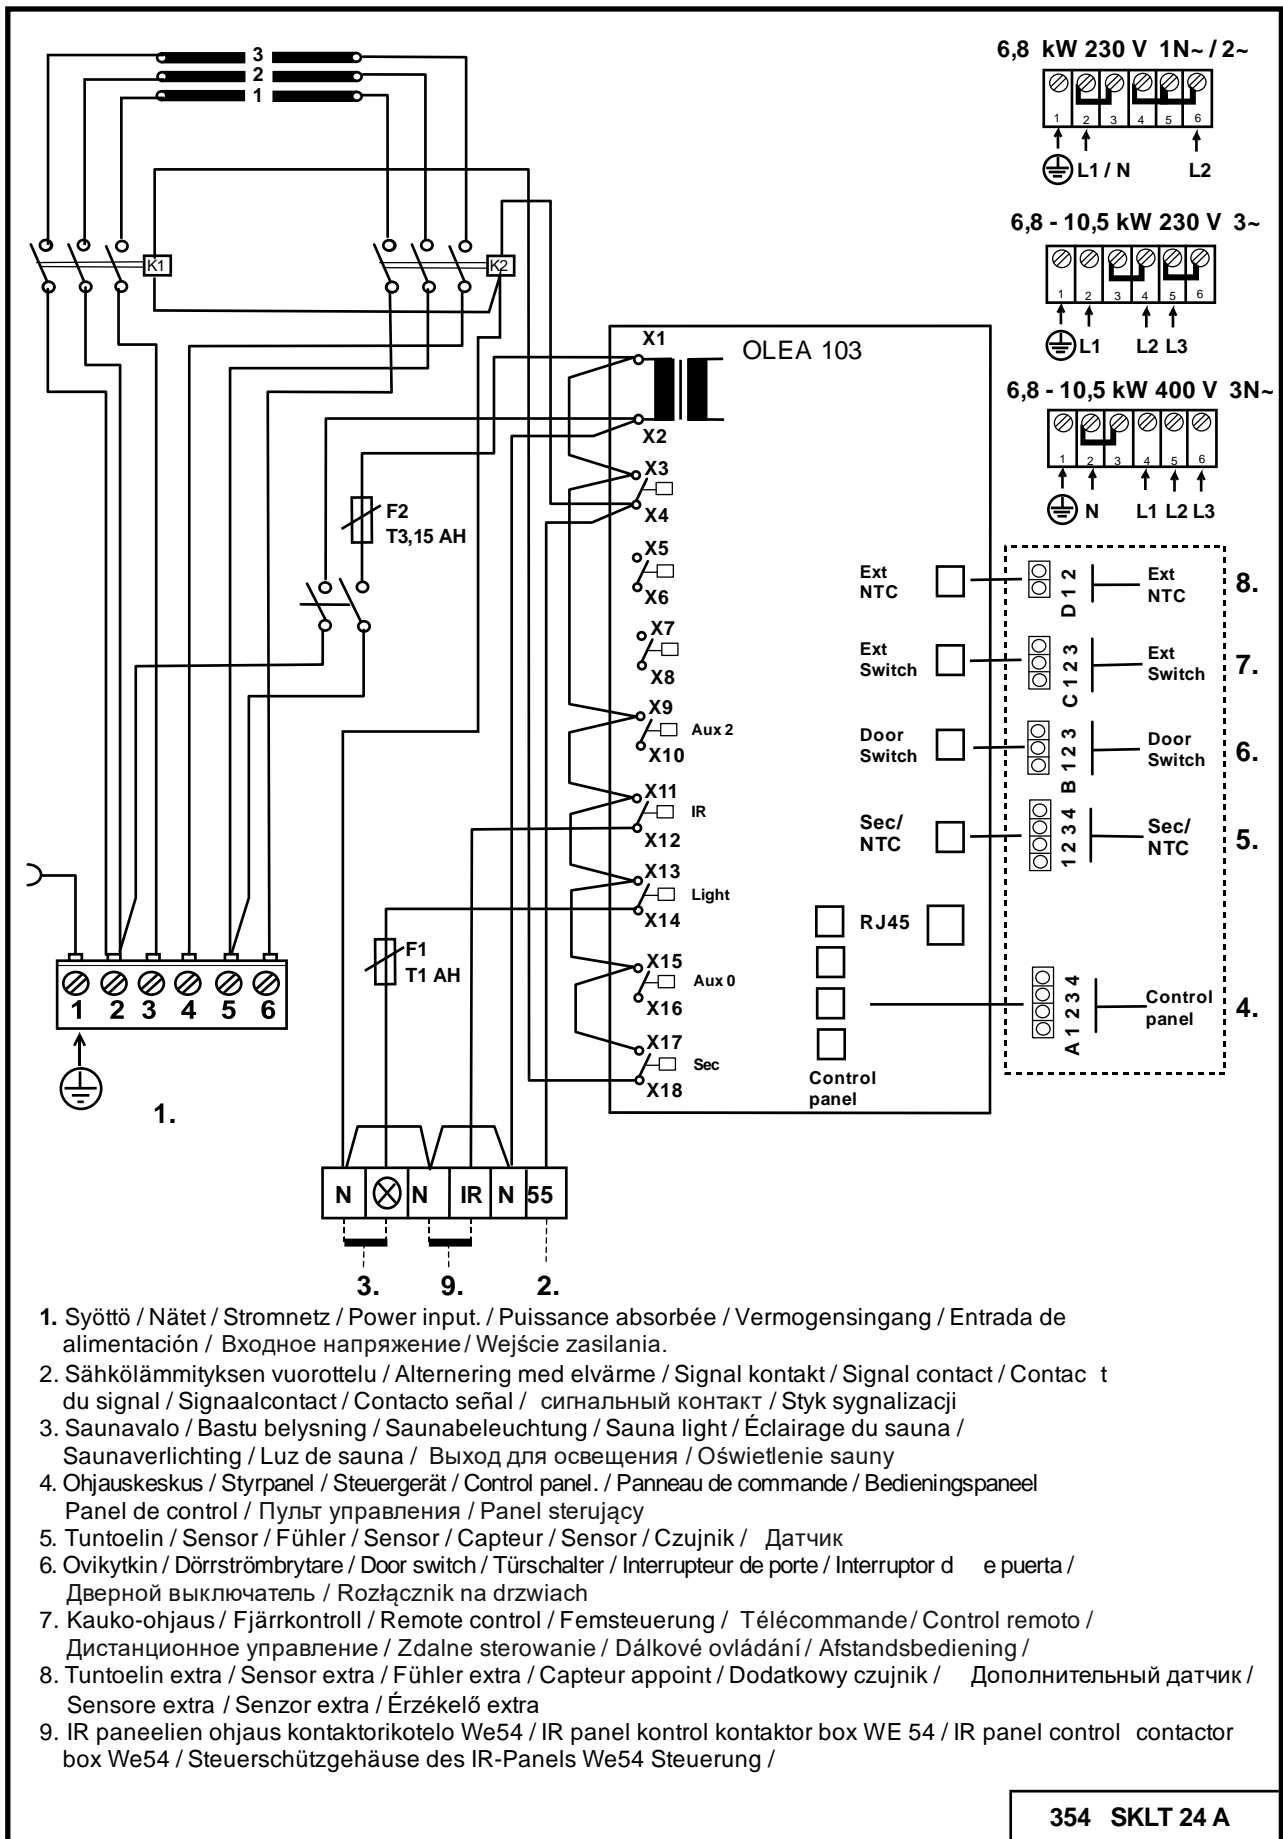 3
2
1
K1
K2
6,8 kW 230 V 1N~ / 2~
1 2 3 4 5 6
L1 / N L2
6,8 - 10,5 kW 230 V 3~
1 2 3 4 5 6
L1 L2 L3
6,8 - 10,5 kW 400 V 3N~
1 2 3 4 5 6
N L1 L2 L3
OLEA 103
X1
X2
X3
X4
X5
X6
X7
X8
X9
Aux 2
X10
X11
IR
X12
X13
Light
X14
X15
Aux 0
X16
X17
Sec
X18
F2
T3,15 AH
F1
T1 AH
Ext
NTC
D 1 2
Ext
NTC
8.
Ext
Switch
C 1 2 3
Ext
Switch
7.
Door
Switch
B 1 2 3
Door
Switch
6.
Sec/
NTC
1 2 3 4
Sec/
NTC
5.
RJ45
Control
panel
A 1 2 3 4
Control
panel
4.
1 2 3 4 5 6
1.
N N IR N 55
3. 9. 2.
1. Syöttö / Nätet / Stromnetz / Power input. / Puissance absorbée / Vermogensingang / Entrada de
alimentación / Входное напряжение / Wejście zasilania.
2. Sähkölämmityksen vuorottelu / Alternering med elvärme / Signal kontakt / Signal contact / Contac t
du signal / Signaalcontact / Contacto señal / сигнальный контакт / Styk sygnalizacji
3. Saunavalo / Bastu belysning / Saunabeleuchtung / Sauna light / Éclairage du sauna /
Saunaverlichting / Luz de sauna / Выход для освещения / Oświetlenie sauny
4. Ohjauskeskus / Styrpanel / Steuergerät / Control panel. / Panneau de commande / Bedieningspaneel
Panel de control / Пульт управления / Panel sterujący
5. Tuntoelin / Sensor / Fühler / Sensor / Capteur / Sensor / Czujnik / Датчик
6. Ovikytkin / Dörrströmbrytare / Door switch / Türschalter / Interrupteur de porte / Interruptor d e puerta /
Дверной выключатель / Rozłącznik na drzwiach
7. Kauko-ohjaus / Fjärrkontroll / Remote control / Femsteuerung / Télécommande / Control remoto /
Дистанционное управление / Zdalne sterowanie / Dálkové ovládání / Afstandsbediening /
8. Tuntoelin extra / Sensor extra / Fühler extra / Capteur appoint / Dodatkowy czujnik / Дополнительный датчик /
Sensore extra / Senzor extra / Érzékelő extra
9. IR paneelien ohjaus kontaktorikotelo We54 / IR panel kontrol kontaktor box WE 54 / IR panel control contactor
box We54 / Steuerschützgehäuse des IR-Panels We54 Steuerung /
354 SKLT 24 A